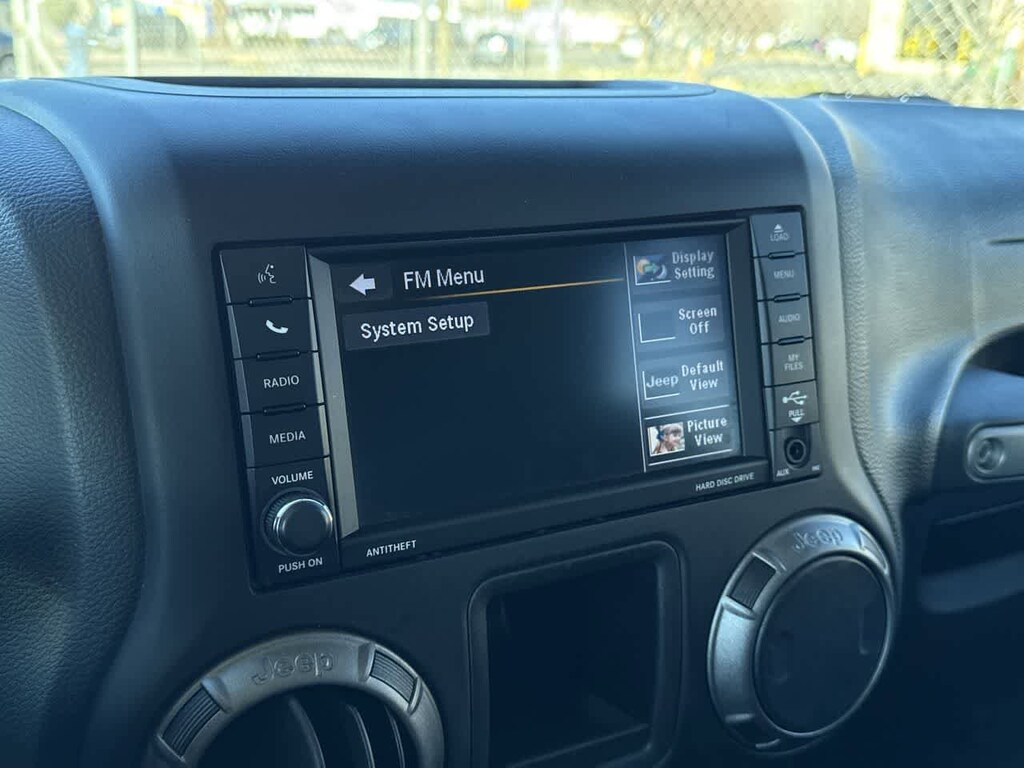 FM Menu
System Setup
Display
Setting
Screen
Off
Jeep
Default
View
Picture
View
RADIO
MEDIA
VOLUME
PUSH ON
ANTITHEFT
HARD DISC DRIVE
LOAD
MENU
AUDIO
MY
FILES
PULL
AUX
Jeep
Jeep